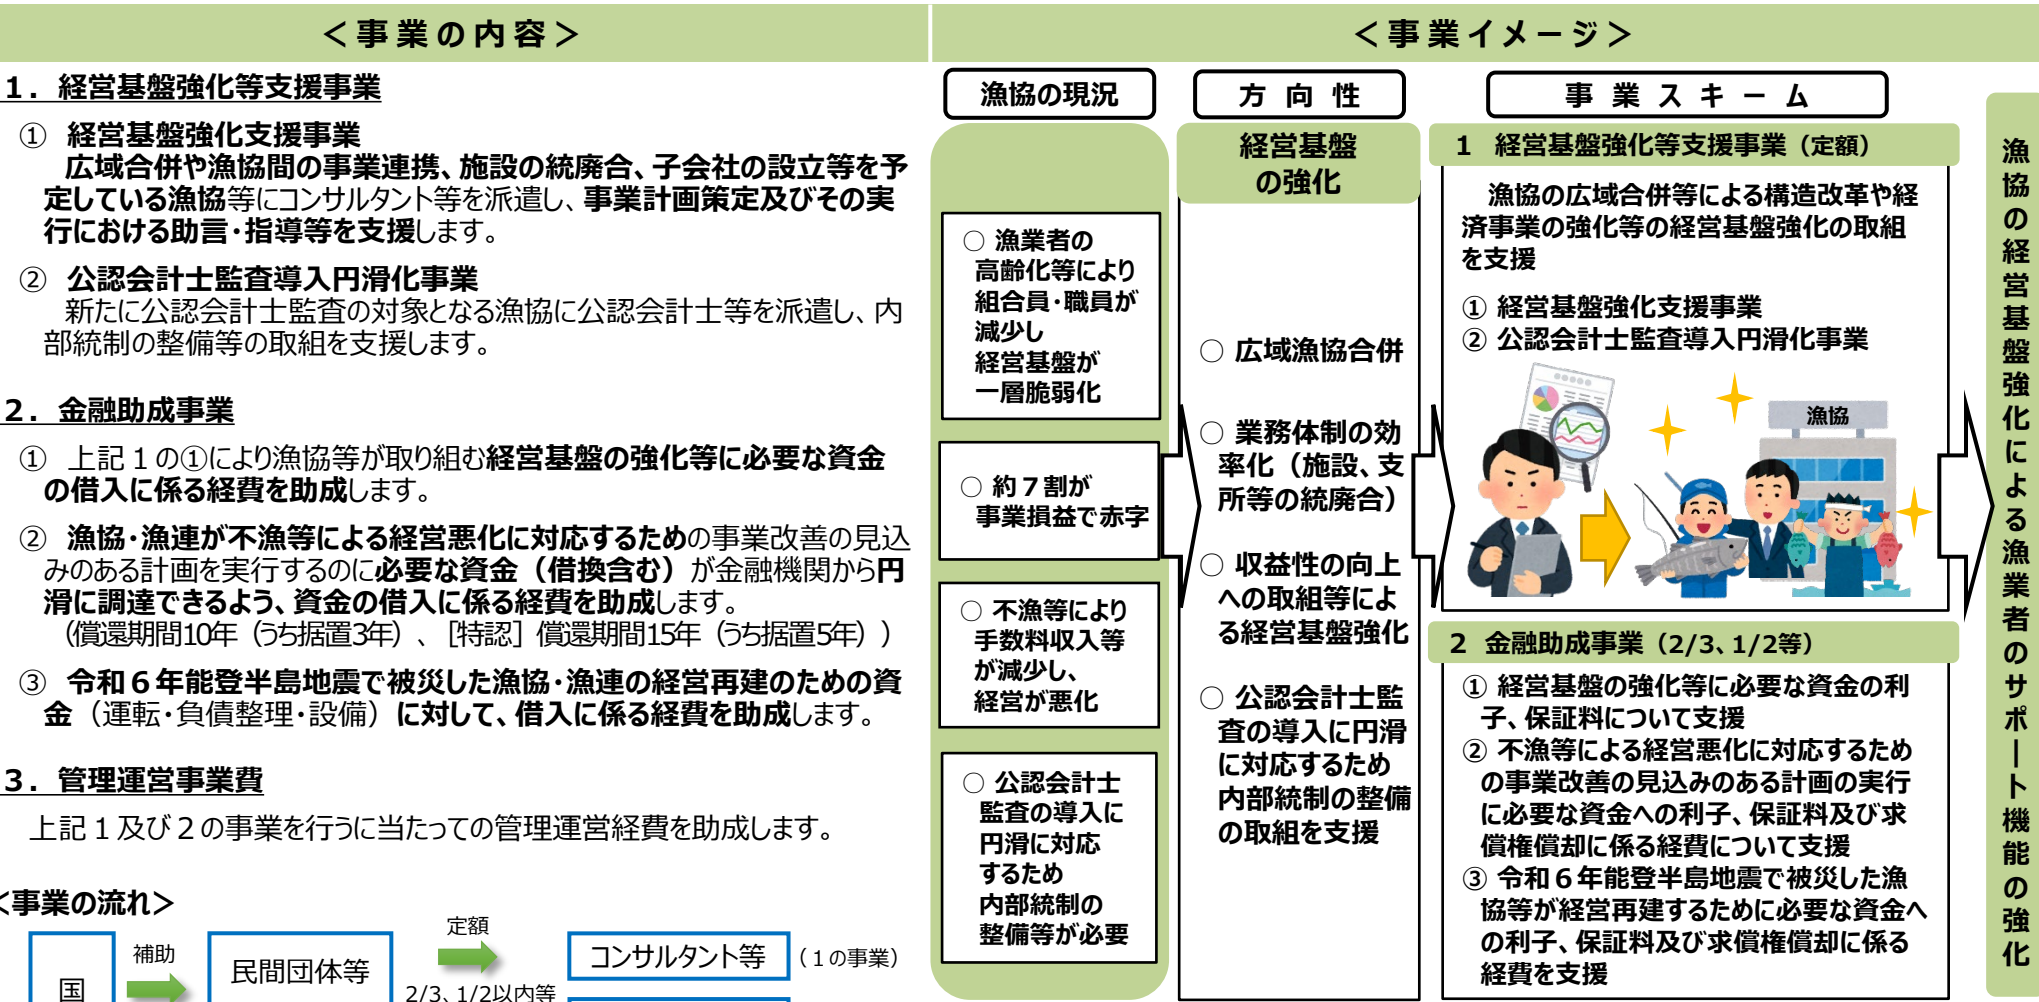 ＜事業の内容＞
１．経営基盤強化等支援事業
① 経営基盤強化支援事業
広域合併や漁協間の事業連携、施設の統廃合、子会社の設立等を予
定している漁協等にコンサルタント等を派遣し、事業計画策定及びその実
行における助言・指導等を支援します。
② 公認会計士監査導入円滑化事業
新たに公認会計士監査の対象となる漁協に公認会計士等を派遣し、内
部統制の整備等の取組を支援します。
２．金融助成事業
① 上記１の①により漁協等が取り組む経営基盤の強化等に必要な資金
の借入に係る経費を助成します。
② 漁協・漁連が不漁等による経営悪化に対応するための事業改善の見込
みのある計画を実行するのに必要な資金（借換含む）が金融機関から円
滑に調達できるよう、資金の借入に係る経費を助成します。
（償還期間10年（うち据置3年）、［特認］償還期間15年（うち据置5年））
③ 令和６年能登半島地震で被災した漁協・漁連の経営再建のための資
金（運転・負債整理・設備）に対して、借入に係る経費を助成します。
３．管理運営事業費
上記１及び２の事業を行うに当たっての管理運営経費を助成します。
＜事業の流れ＞
国
補助
民間団体等
定額
2/3、1/2以内等
コンサルタント等
（１の事業）
＜事業イメージ＞
漁協の現況
○ 漁業者の
高齢化等により
組合員・職員が
減少し
経営基盤が
一層脆弱化
○ 約７割が
事業損益で赤字
○ 不漁等により
手数料収入等
が減少し、
経営が悪化
○ 公認会計士
監査の導入に
円滑に対応
するため
内部統制の
整備等が必要
方向性
経営基盤
の強化
○ 広域漁協合併
○ 業務体制の効
率化（施設、支
所等の統廃合）
○ 収益性の向上
への取組等によ
る経営基盤強化
○ 公認会計士監
査の導入に円滑
に対応するため
内部統制の整備
の取組を支援
事業スキーム
１ 経営基盤強化等支援事業（定額）
漁協の広域合併等による構造改革や経
済事業の強化等の経営基盤強化の取組
を支援
① 経営基盤強化支援事業
② 公認会計士監査導入円滑化事業
漁協
２ 金融助成事業（2/3、1/2等）
① 経営基盤の強化等に必要な資金の利
子、保証料について支援
② 不漁等による経営悪化に対応するため
の事業改善の見込みのある計画の実行
に必要な資金への利子、保証料及び求
償権償却に係る経費について支援
③ 令和６年能登半島地震で被災した漁
協等が経営再建するために必要な資金へ
の利子、保証料及び求償権償却に係る
経費を支援
漁協の経営基盤強化による漁業者のサポート機能の強化